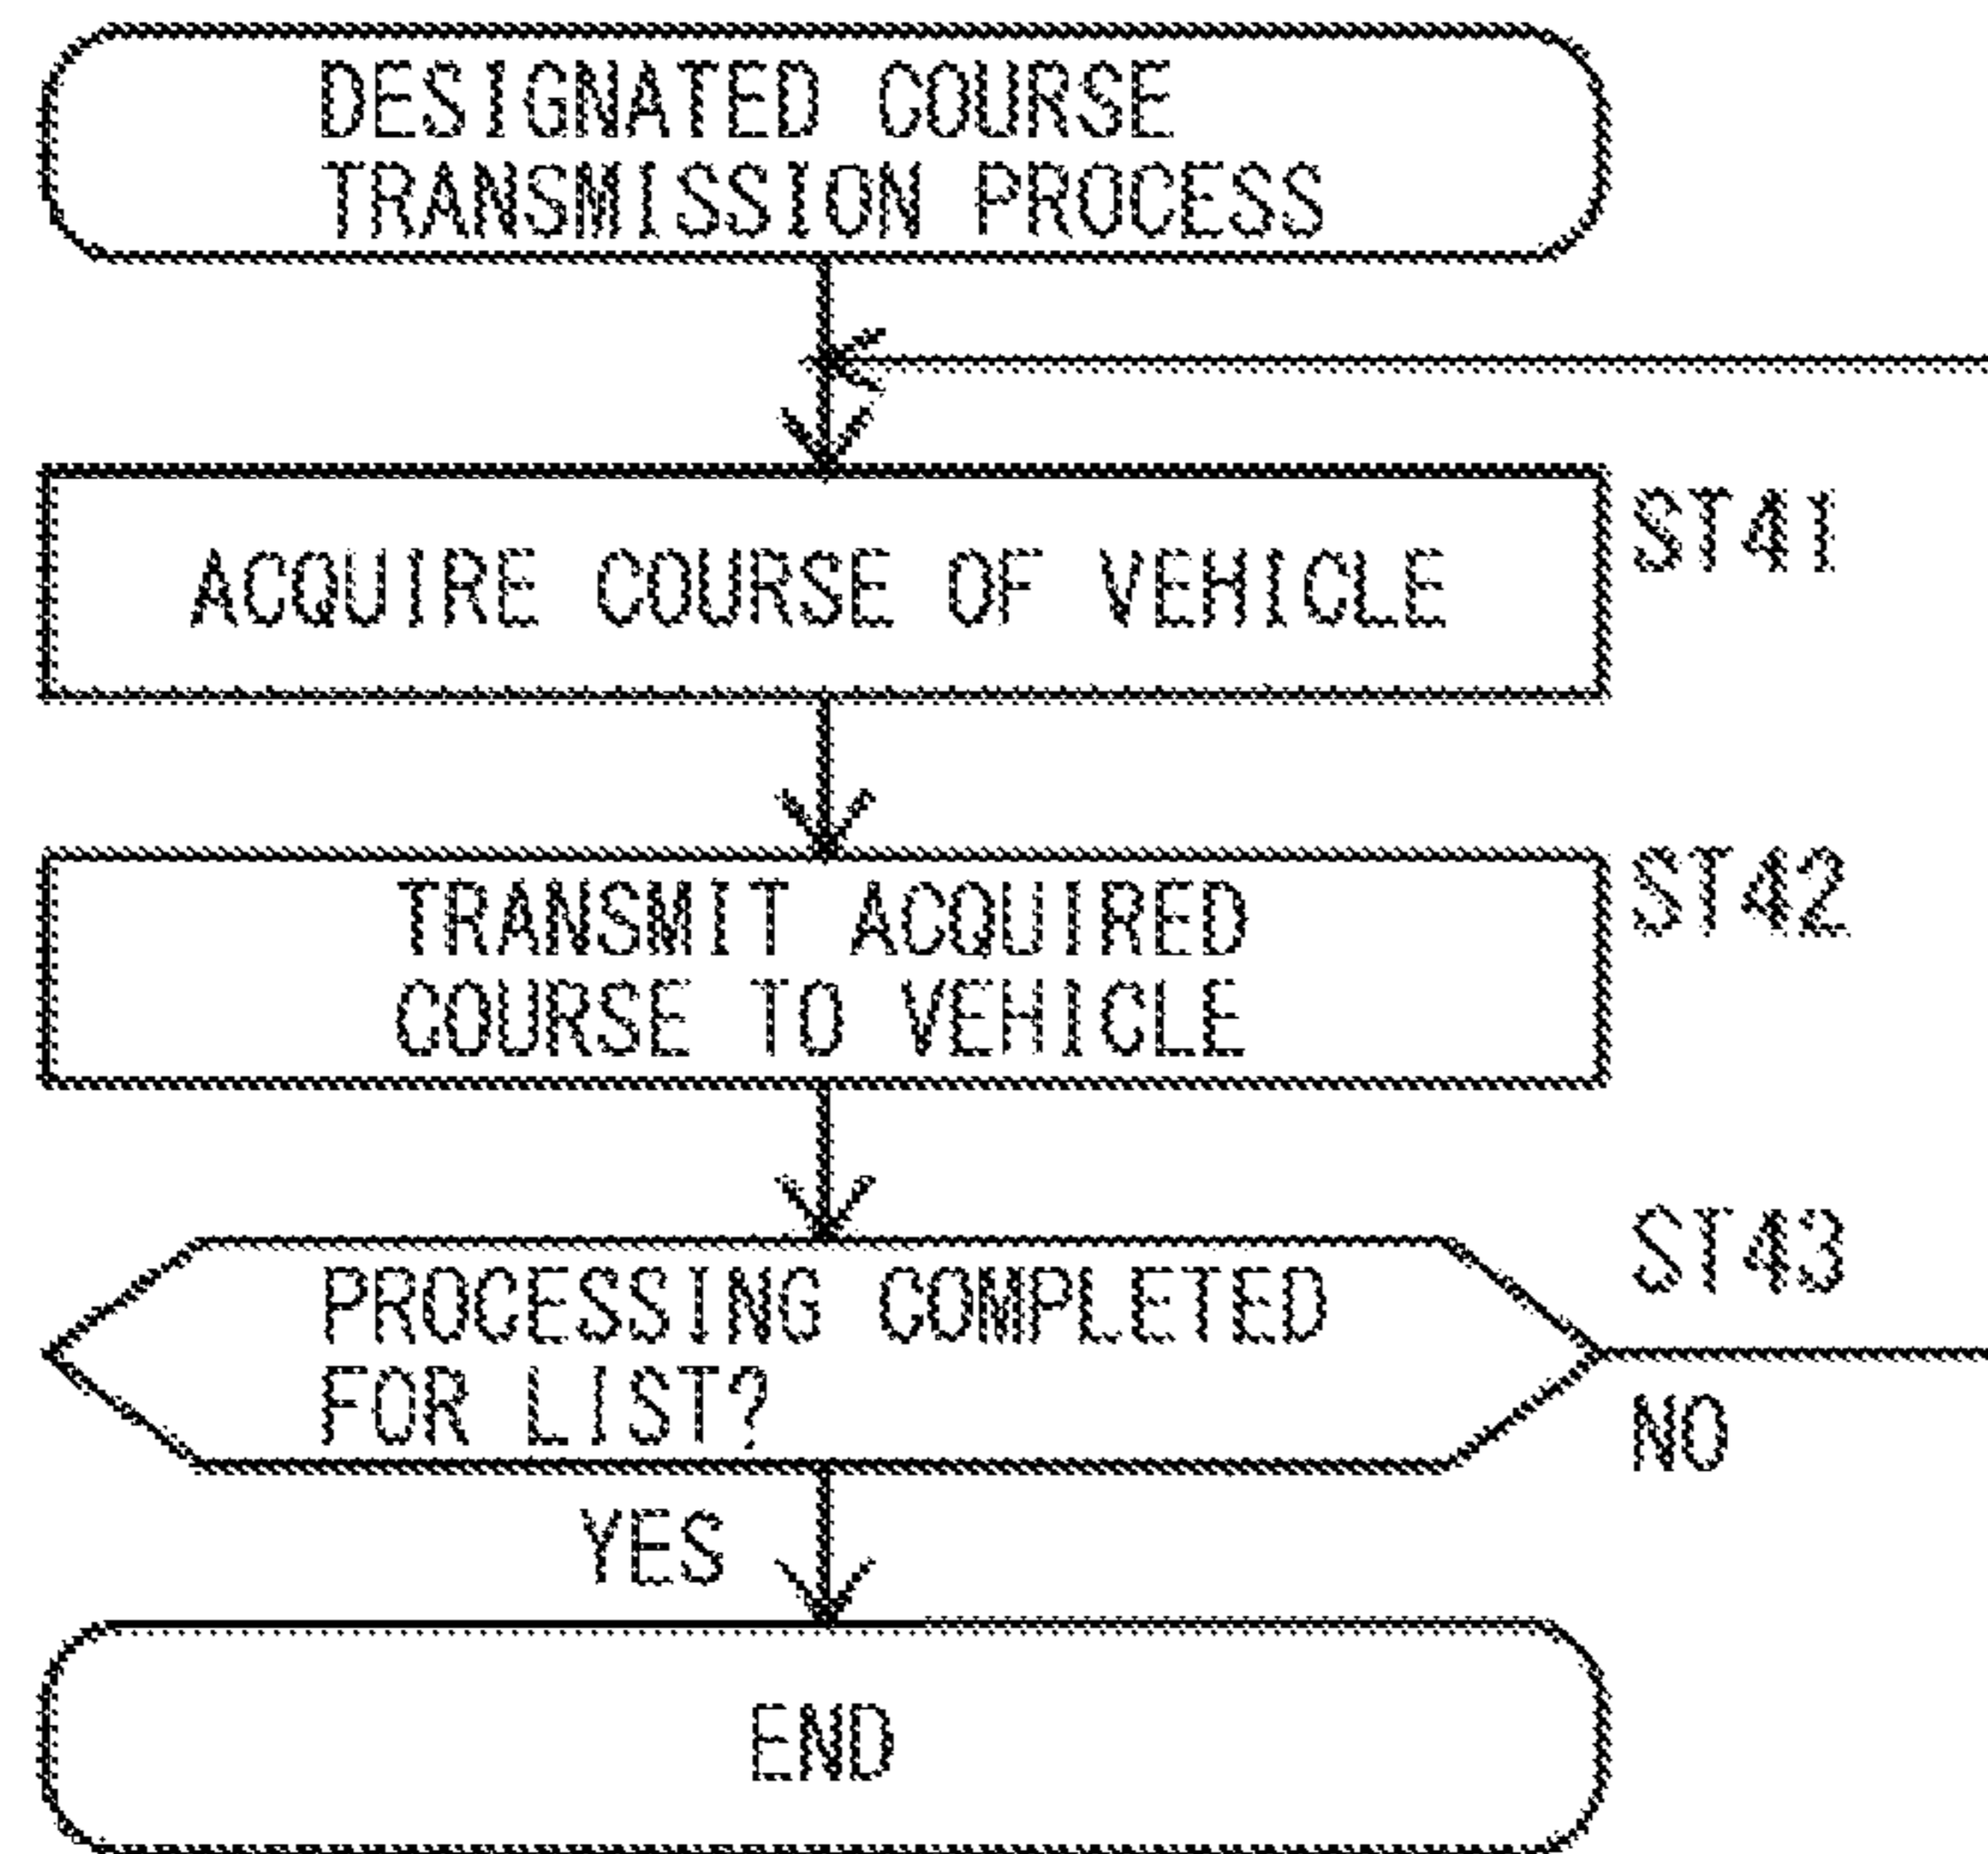 DESIGNATED COURSE
TRANSMISSION PROCESS
ACQUIRE COURSE OF VEHICLE
ST41
TRANSMIT ACQUIRED
COURSE TO VEHICLE
ST42
PROCESSING COMPLETED
FOR LIST?
ST43
NO
YES
END